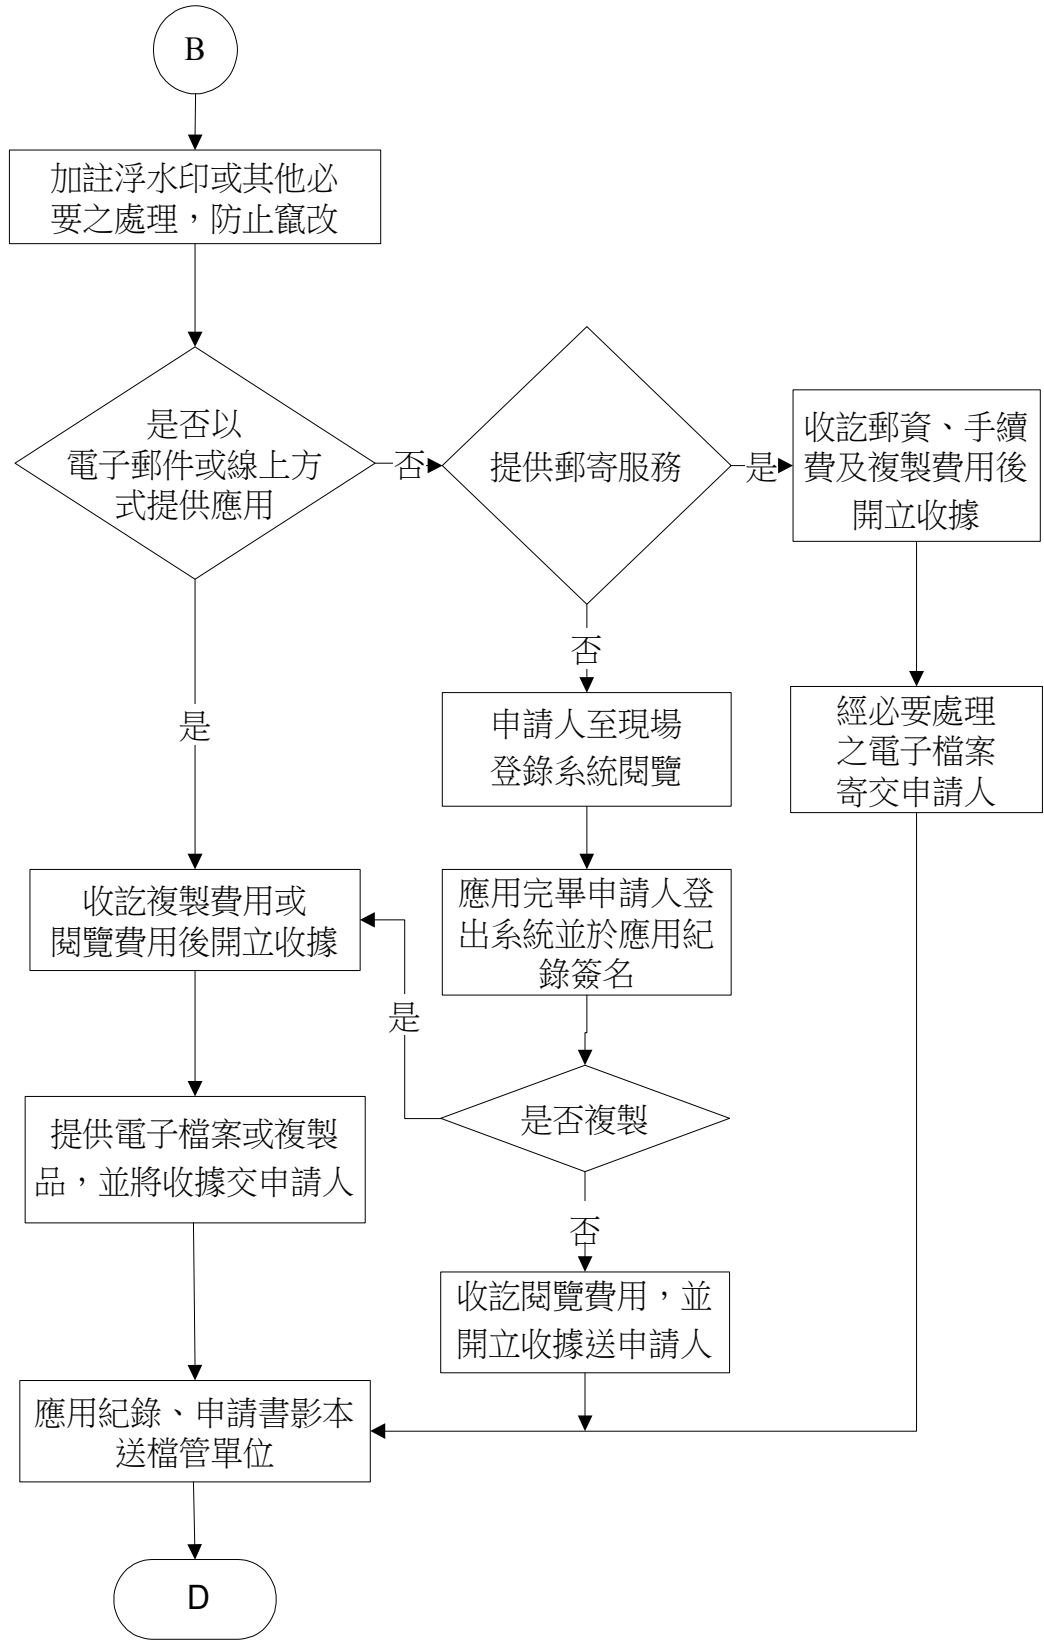 B
加註浮水印或其他必
要之處理，防止竄改
是否以
電子郵件或線上方
式提供應用
否
提供郵寄服務
是
收訖郵資、手續
費及複製費用後
開立收據
否
是
申請人至現場
登錄系統閱覽
經必要處理
之電子檔案
寄交申請人
收訖複製費用或
閱覽費用後開立收據
應用完畢申請人登
出系統並於應用紀
錄簽名
是
是否複製
提供電子檔案或複製
品，並將收據交申請人
否
收訖閱覽費用，並
開立收據送申請人
應用紀錄、申請書影本
送檔管單位
D